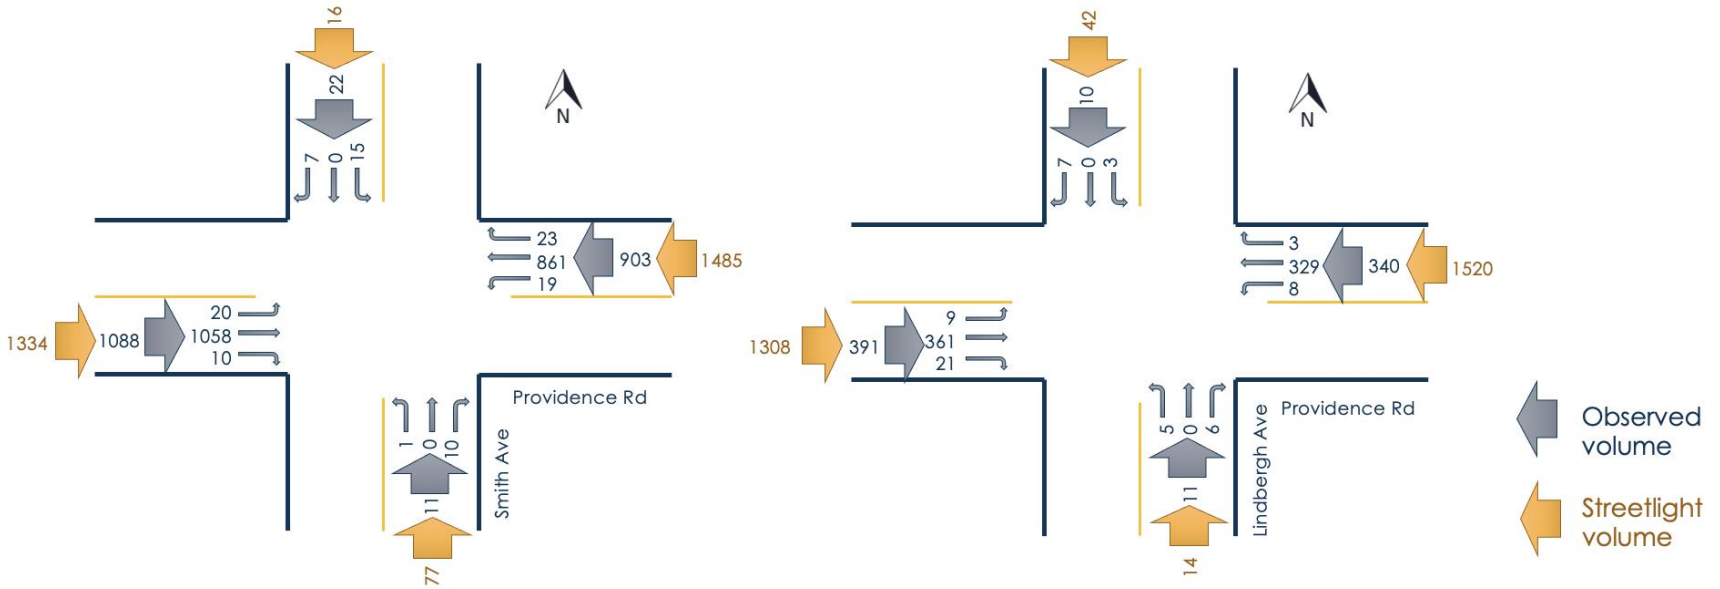 16
22
7 0 15
N
23
861
19
903
1485
1334
1088
20
1058
10
Providence Rd
Smith Ave
1 0 10
11
77
42
10
7 0 3
N
3
329
8
340
1520
1308
391
9
361
21
Providence Rd
Lindbergh Ave
5 0 6
11
14
Observed
volume
Streetlight
volume